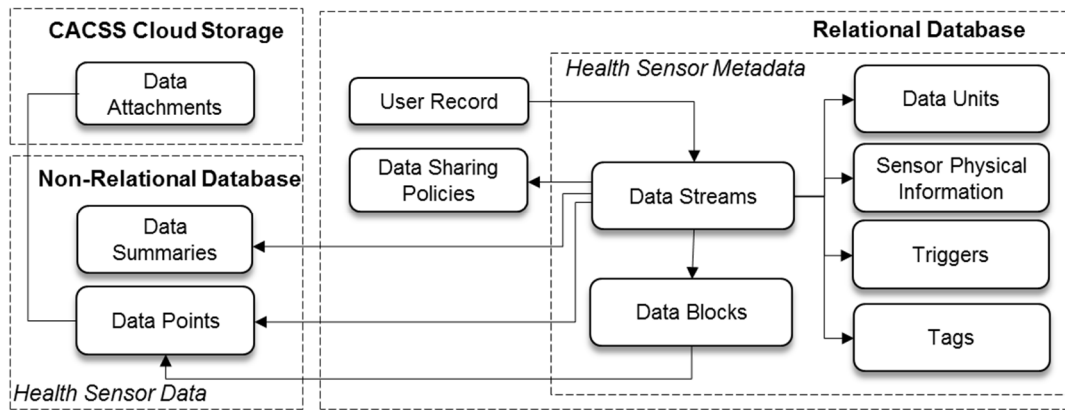 CACSS Cloud Storage
Data
Attachments
Non-Relational Database
Data
Summaries
Data Points
Health Sensor Data
Relational Database
Health Sensor Metadata
User Record
Data Sharing
Policies
Data Streams
Data Blocks
Data Units
Sensor Physical
Information
Triggers
Tags